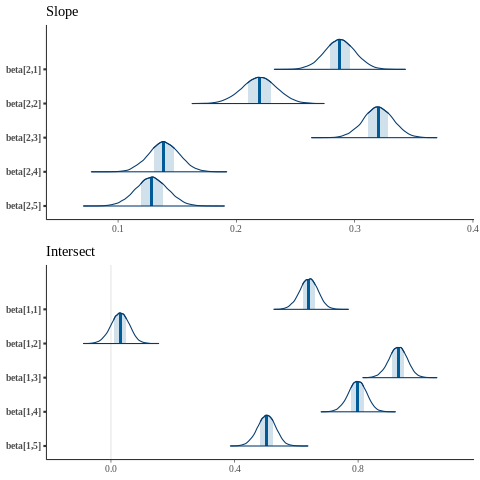 Slope
beta[2,1]
beta[2,2]
beta[2,3]
beta[2,4]
beta[2,5]
0.1 0.2 0.3 0.4
Intersect
beta[1,1]
beta[1,2]
beta[1,3]
beta[1,4]
beta[1,5]
0.0 0.4 0.8